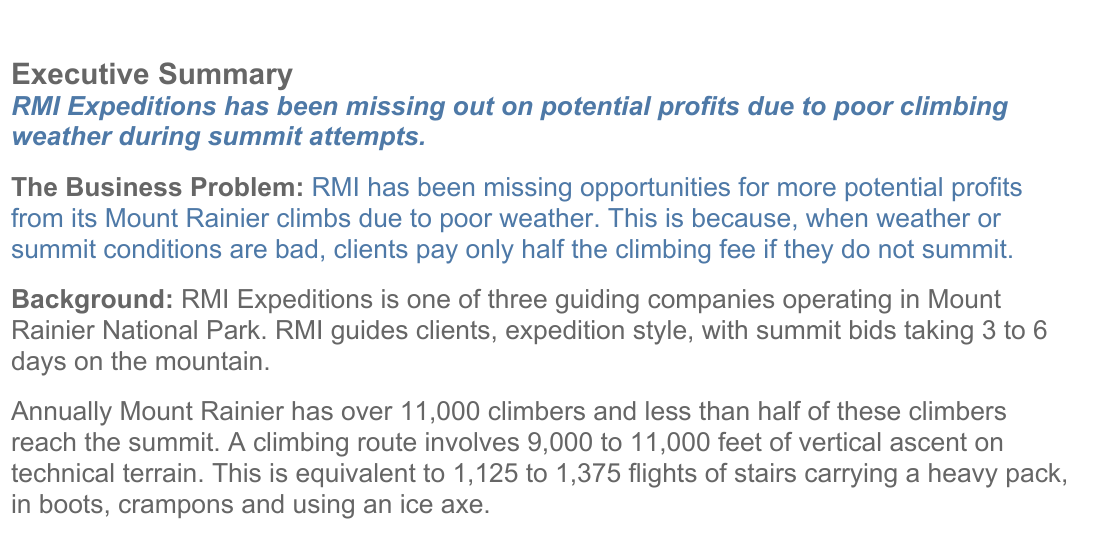 Executive Summary
RMI Expeditions has been missing out on potential profits due to poor climbing
weather during summit attempts.
The Business Problem: RMI has been missing opportunities for more potential profits
from its Mount Rainier climbs due to poor weather. This is because, when weather or
summit conditions are bad, clients pay only half the climbing fee if they do not summit.
Background: RMI Expeditions is one of three guiding companies operating in Mount
Rainier National Park. RMI guides clients, expedition style, with summit bids taking 3 to 6
days on the mountain.
Annually Mount Rainier has over 11,000 climbers and less than half of these climbers
reach the summit. A climbing route involves 9,000 to 11,000 feet of vertical ascent on
technical terrain. This is equivalent to 1,125 to 1,375 flights of stairs carrying a heavy pack,
in boots, crampons and using an ice axe.